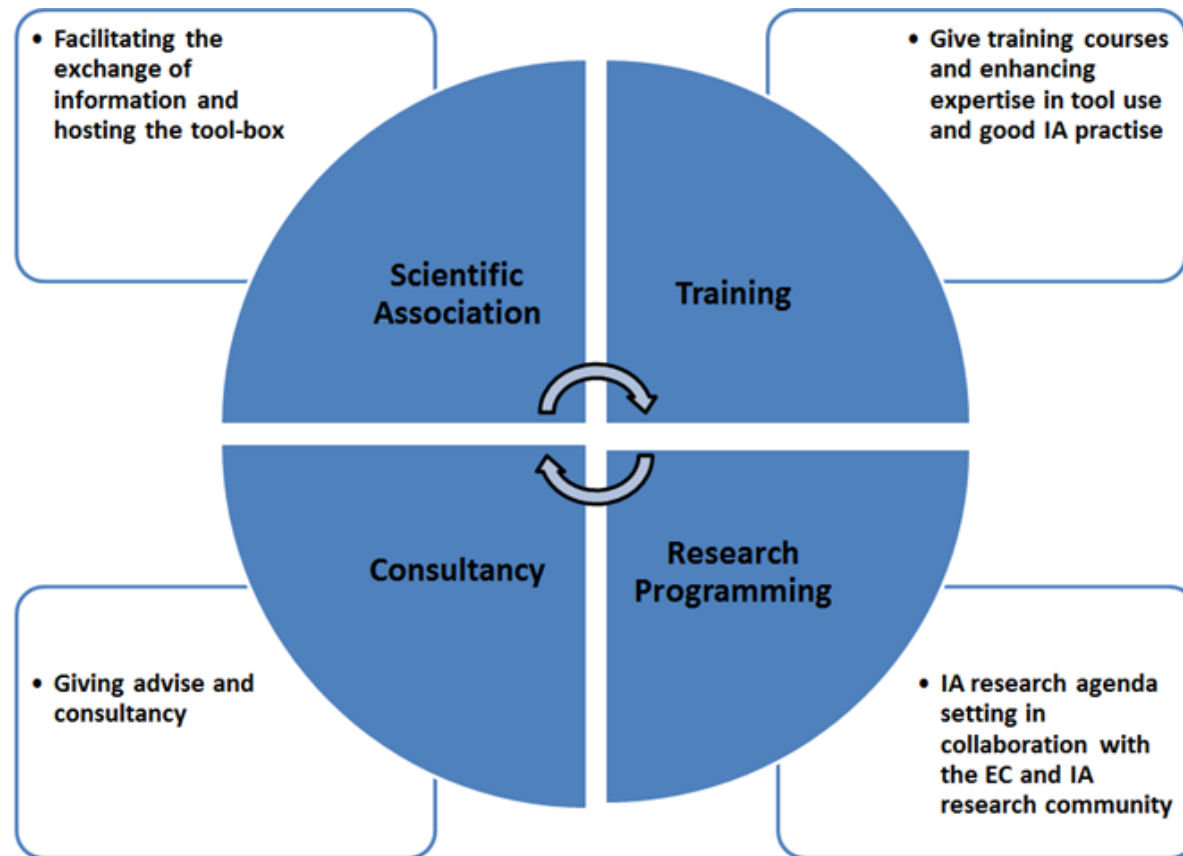 • Facilitating the
exchange of
information and
hosting the tool-box
• Give training courses
and enhancing
expertise in tool use
and good IA practise
Scientific
Association
Training
Consultancy
Research
Programming
• Giving advise and
consultancy
• IA research agenda
setting in
collaboration with
the EC and IA
research community